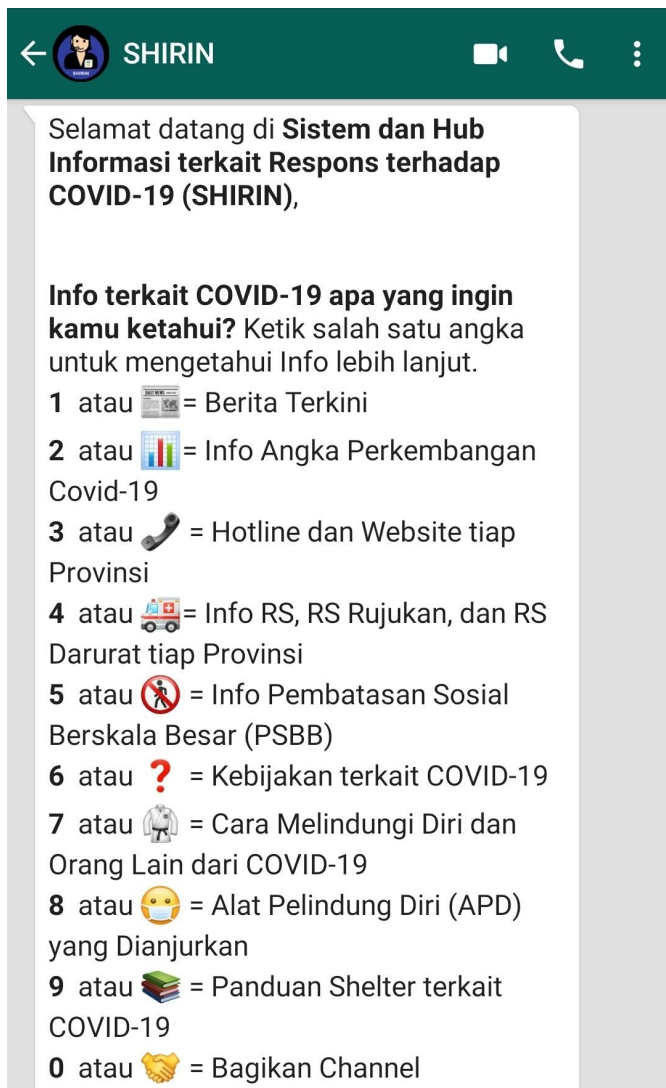 SHIRIN
Selamat datang di Sistem dan Hub
Informasi terkait Respons terhadap
COVID-19 (SHIRIN),
Info terkait COVID-19 apa yang ingin
kamu ketahui? Ketik salah satu angka
untuk mengetahui Info lebih lanjut.
1 atau 📰= Berita Terkini
2 atau 📊= Info Angka Perkembangan
Covid-19
3 atau 📞 = Hotline dan Website tiap
Provinsi
4 atau 🚑= Info RS, RS Rujukan, dan RS
Darurat tiap Provinsi
5 atau 🚷 = Info Pembatasan Sosial
Berskala Besar (PSBB)
6 atau ❓ = Kebijakan terkait COVID-19
7 atau 🥋 = Cara Melindungi Diri dan
Orang Lain dari COVID-19
8 atau 😷 = Alat Pelindung Diri (APD)
yang Dianjurkan
9 atau 📚 = Panduan Shelter terkait
COVID-19
0 atau 🤝 = Bagikan Channel